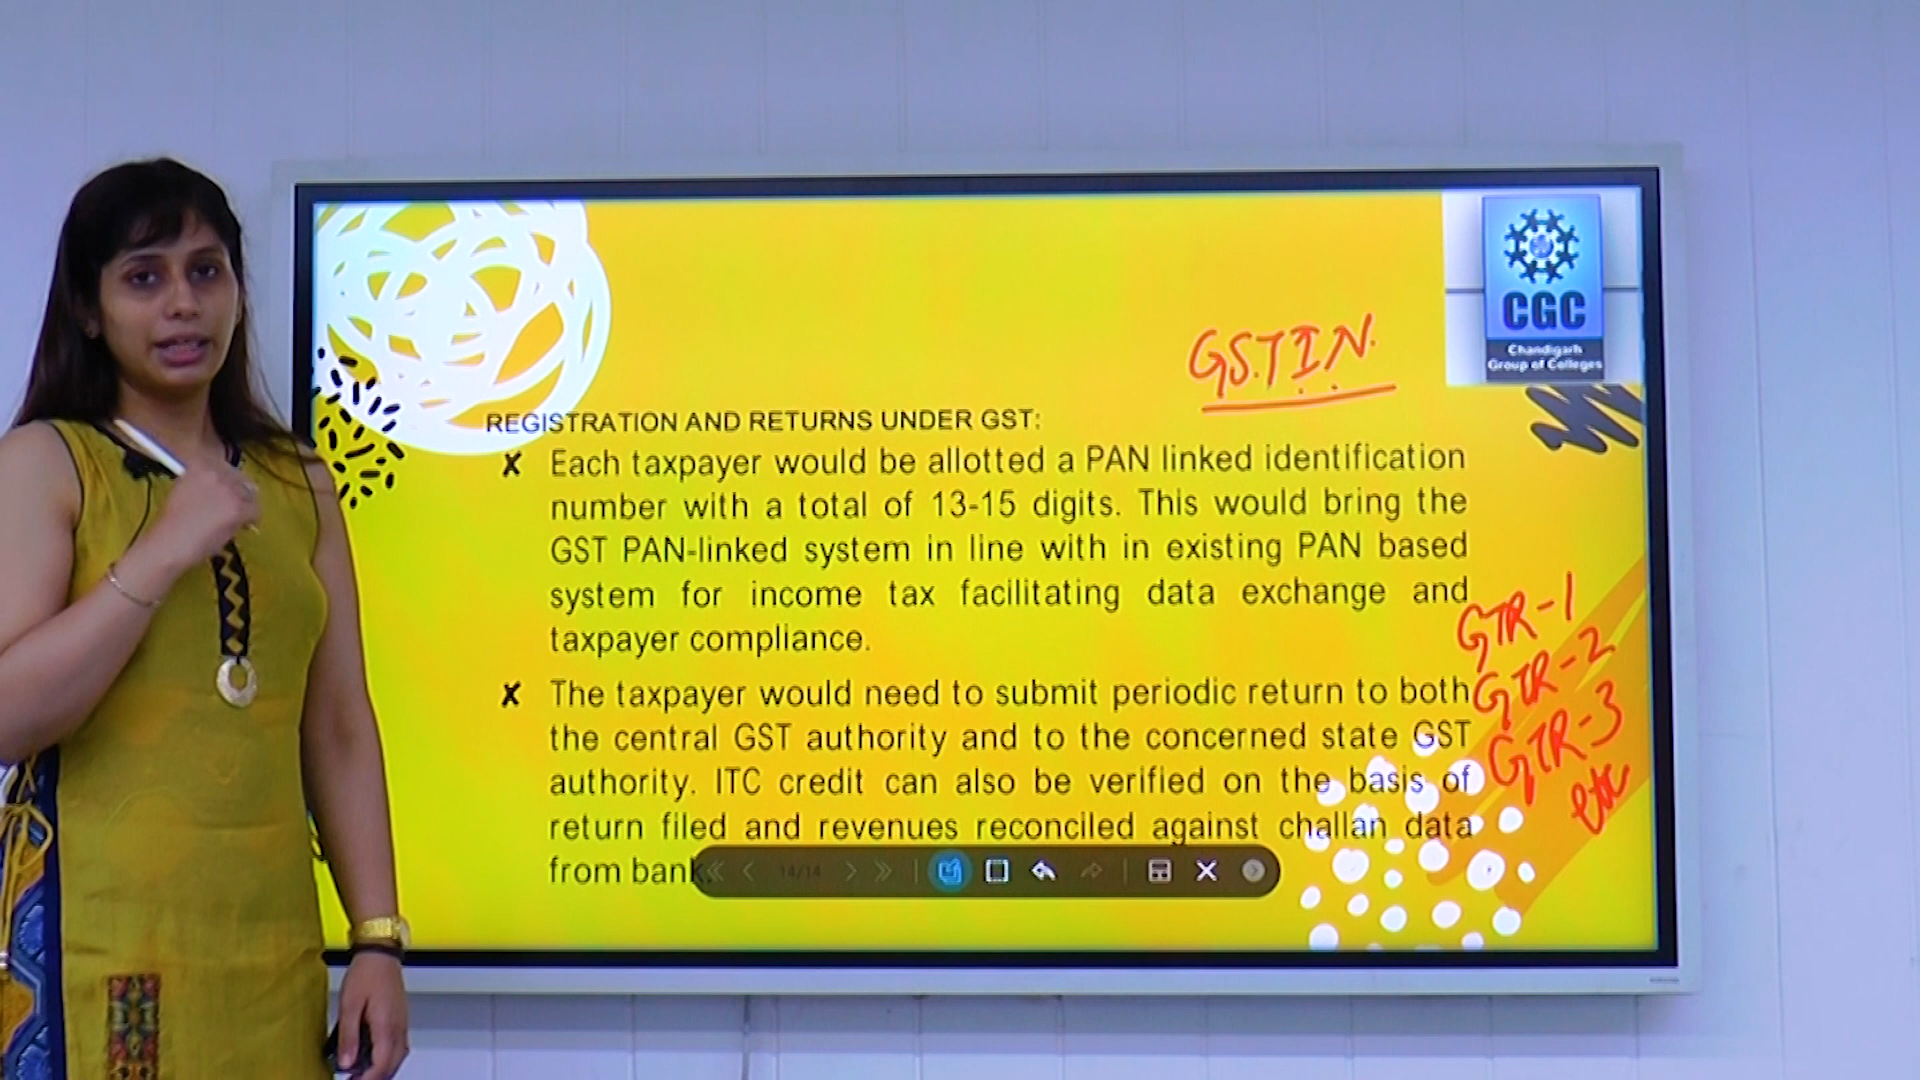 CGC
Chandigarh
Group of Colleges
G.S.T.I.N.
REGISTRATION AND RETURNS UNDER GST:
✗ Each taxpayer would be allotted a PAN linked identification
number with a total of 13-15 digits. This would bring the
GST PAN-linked system in line with in existing PAN based
system for income tax facilitating data exchange and
taxpayer compliance.
✗ The taxpayer would need to submit periodic return to both
the central GST authority and to the concerned state GST
authority. ITC credit can also be verified on the basis of
return filed and revenues reconciled against challan data
from bank.
GTR-1
GTR-2
GTR-3
etc
14/14